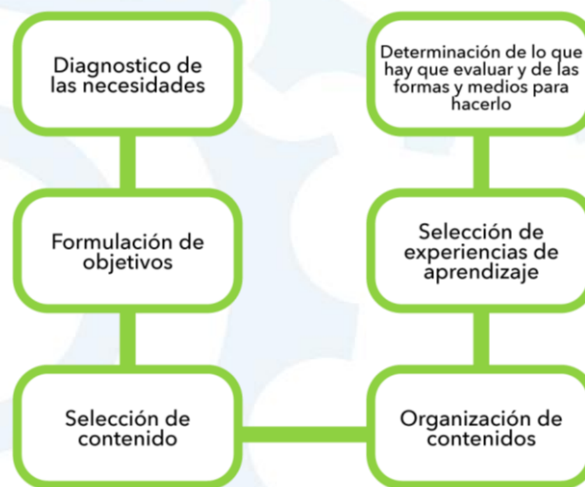 Diagnostico de
las necesidades
Formulación de
objetivos
Selección de
contenido
Organización de
contenidos
Selección de
experiencias de
aprendizaje
Determinación de lo que
hay que evaluar y de las
formas y medios para
hacerlo